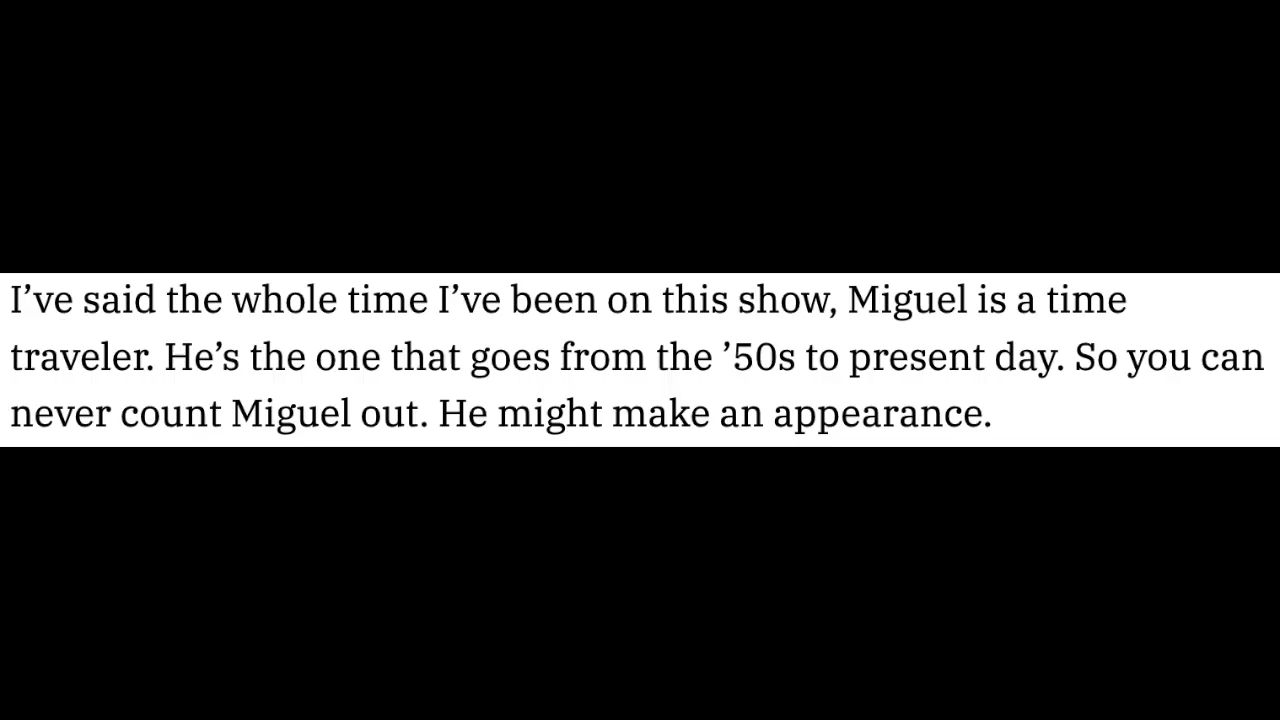 I’ve said the whole time I’ve been on this show, Miguel is a time
traveler. He’s the one that goes from the ’50s to present day. So you can
never count Miguel out. He might make an appearance.